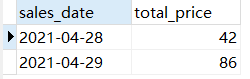 sales_date total_price
2021-04-28 42
2021-04-29 86